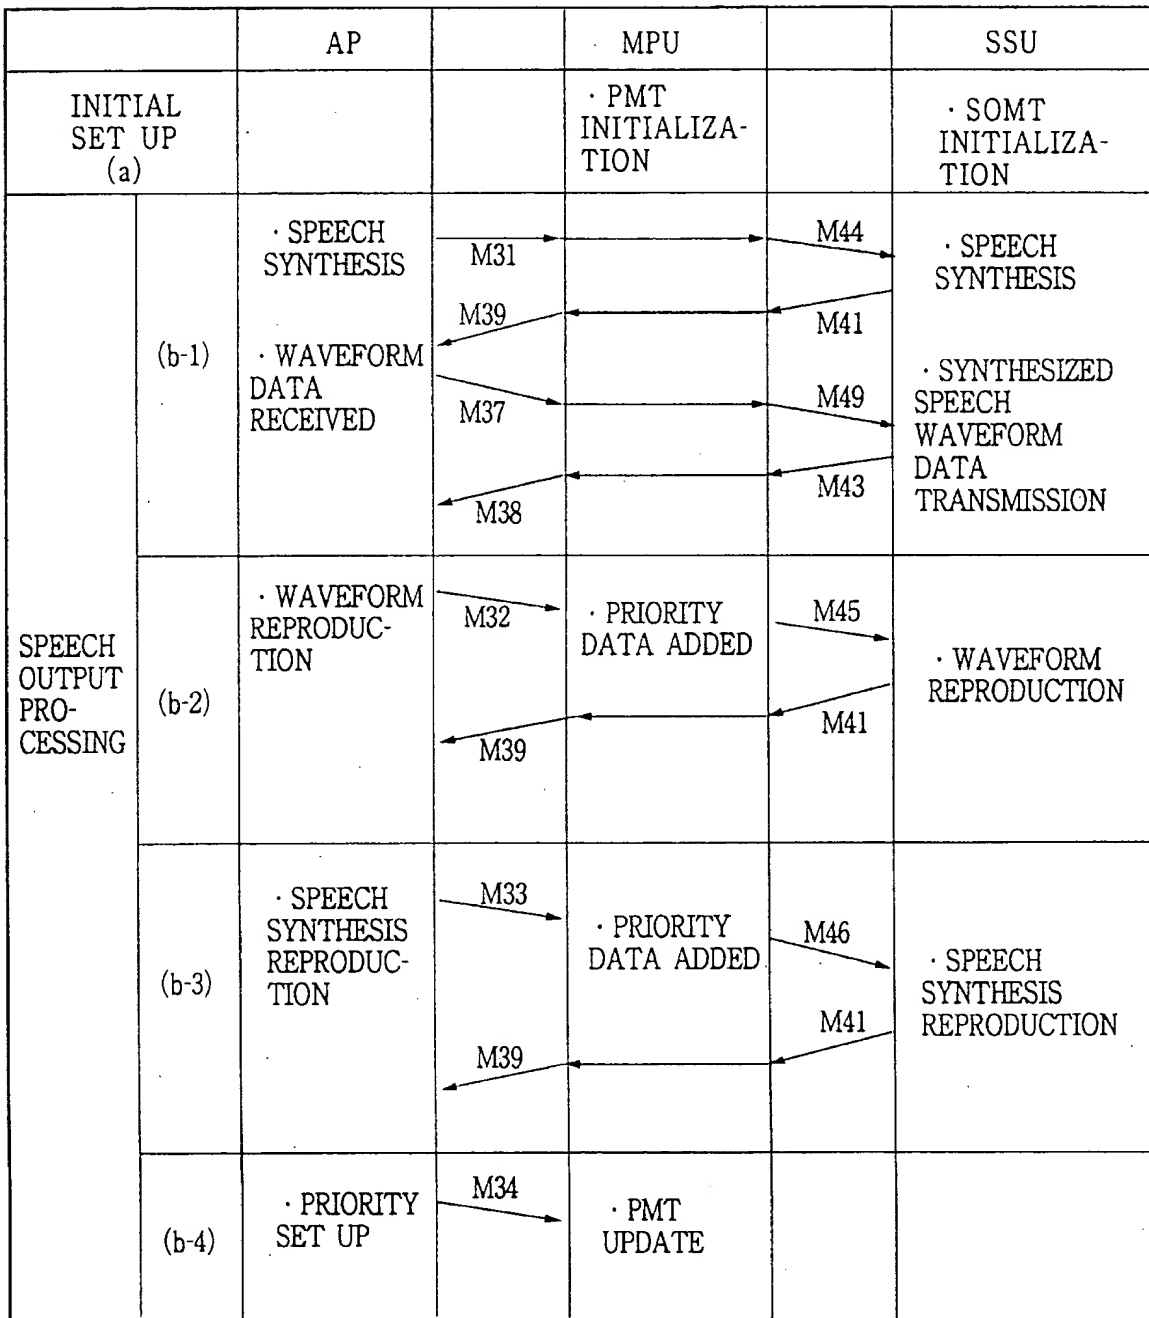 AP
MPU
SSU
INITIAL
SET UP
(a)
· PMT
INITIALIZA-
TION
· SOMT
INITIALIZA-
TION
SPEECH
OUTPUT
PRO-
CESSING
(b-1)
· SPEECH
SYNTHESIS
M31
M44
· SPEECH
SYNTHESIS
M39
M41
· WAVEFORM
DATA
RECEIVED
M37
M49
· SYNTHESIZED
SPEECH
WAVEFORM
DATA
TRANSMISSION
M38
M43
(b-2)
· WAVEFORM
REPRODUC-
TION
M32
· PRIORITY
DATA ADDED
M45
· WAVEFORM
REPRODUCTION
M39
M41
(b-3)
· SPEECH
SYNTHESIS
REPRODUC-
TION
M33
· PRIORITY
DATA ADDED
M46
· SPEECH
SYNTHESIS
REPRODUCTION
M39
M41
(b-4)
· PRIORITY
SET UP
M34
· PMT
UPDATE